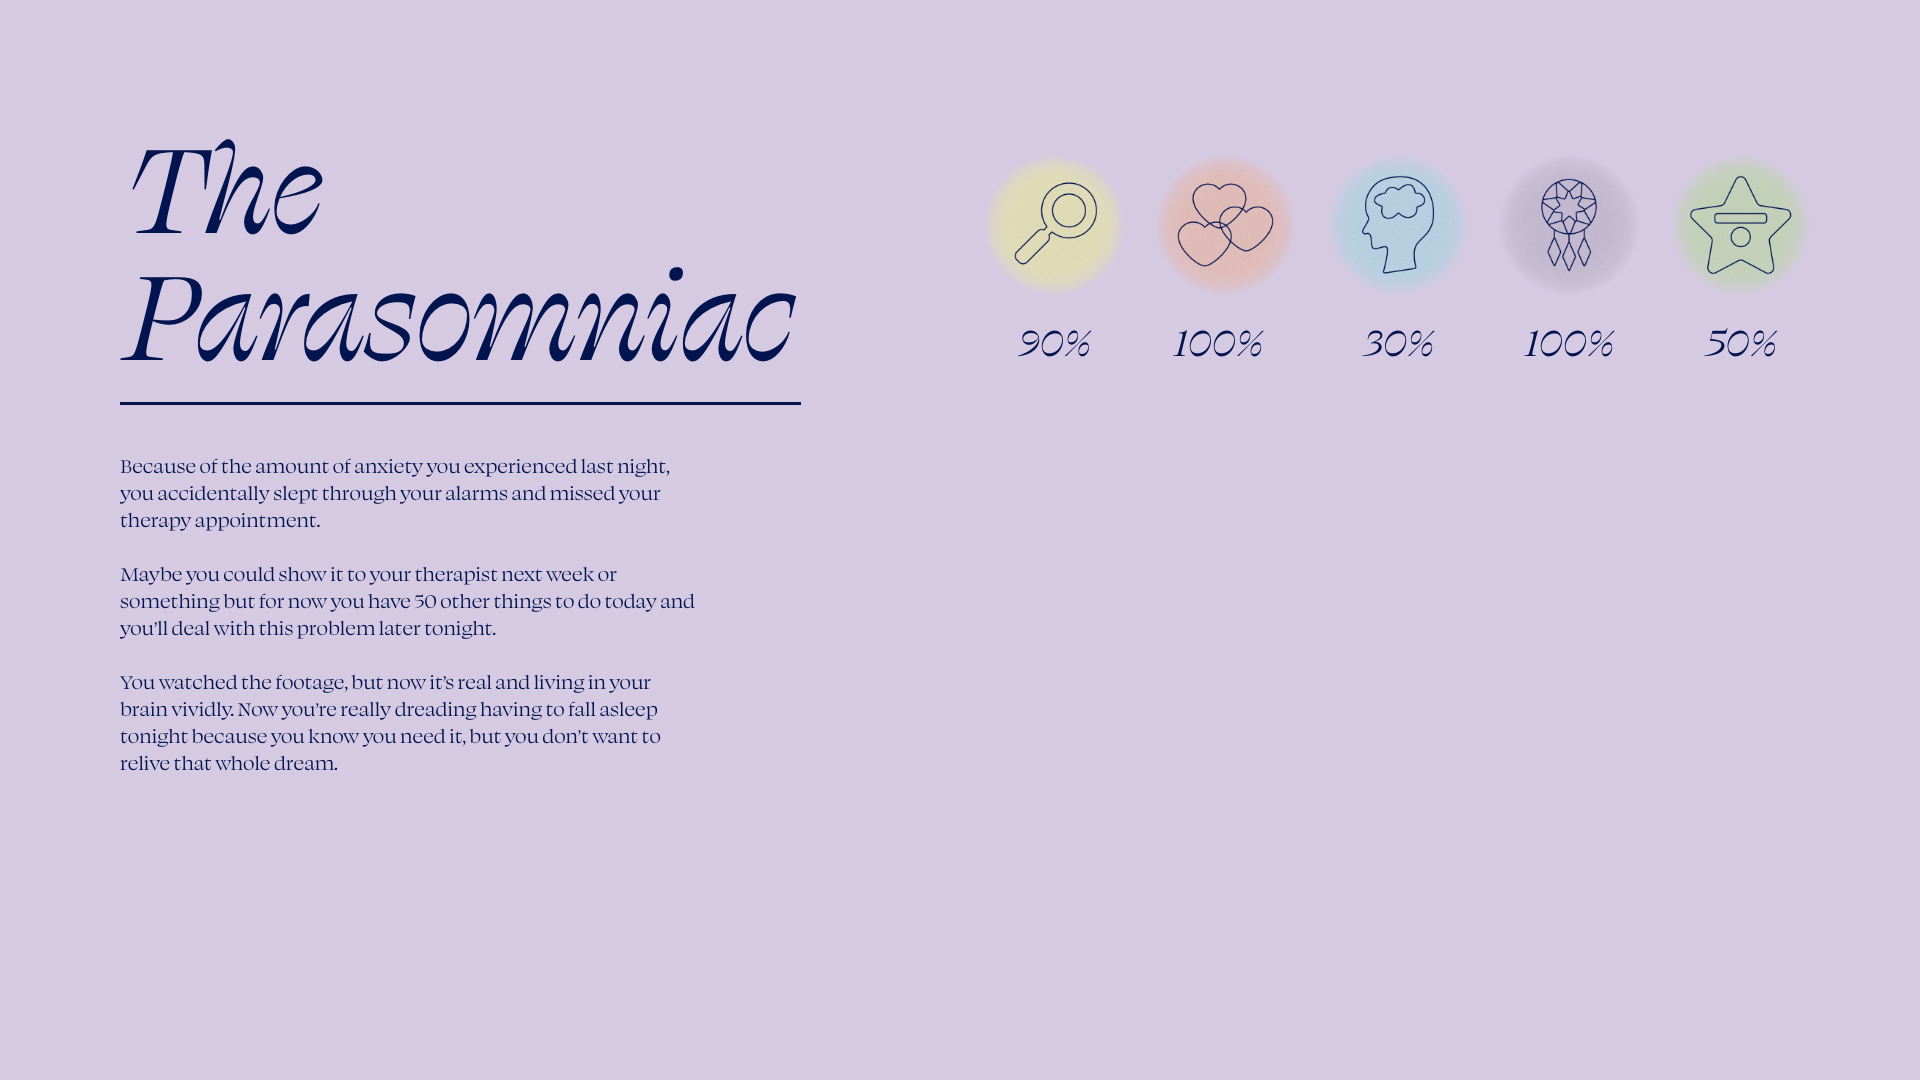 The
Parasomniac
90% 100% 30% 100% 50%
Because of the amount of anxiety you experienced last night,
you accidentally slept through your alarms and missed your
therapy appointment.
Maybe you could show it to your therapist next week or
something but for now you have 50 other things to do today and
you’ll deal with this problem later tonight.
You watched the footage, but now it’s real and living in your
brain vividly. Now you’re really dreading having to fall asleep
tonight because you know you need it, but you don’t want to
relive that whole dream.